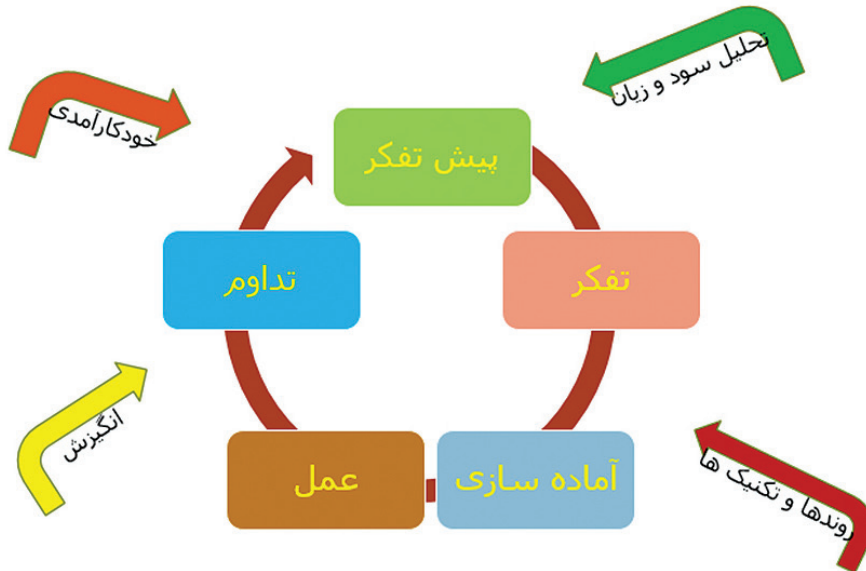 تحلیل سود و زیان
خودکارآمدی
پیش تفکر
تفکر
تداوم
انگیزش
آماده سازی
عمل
روندها و تکنیک ها